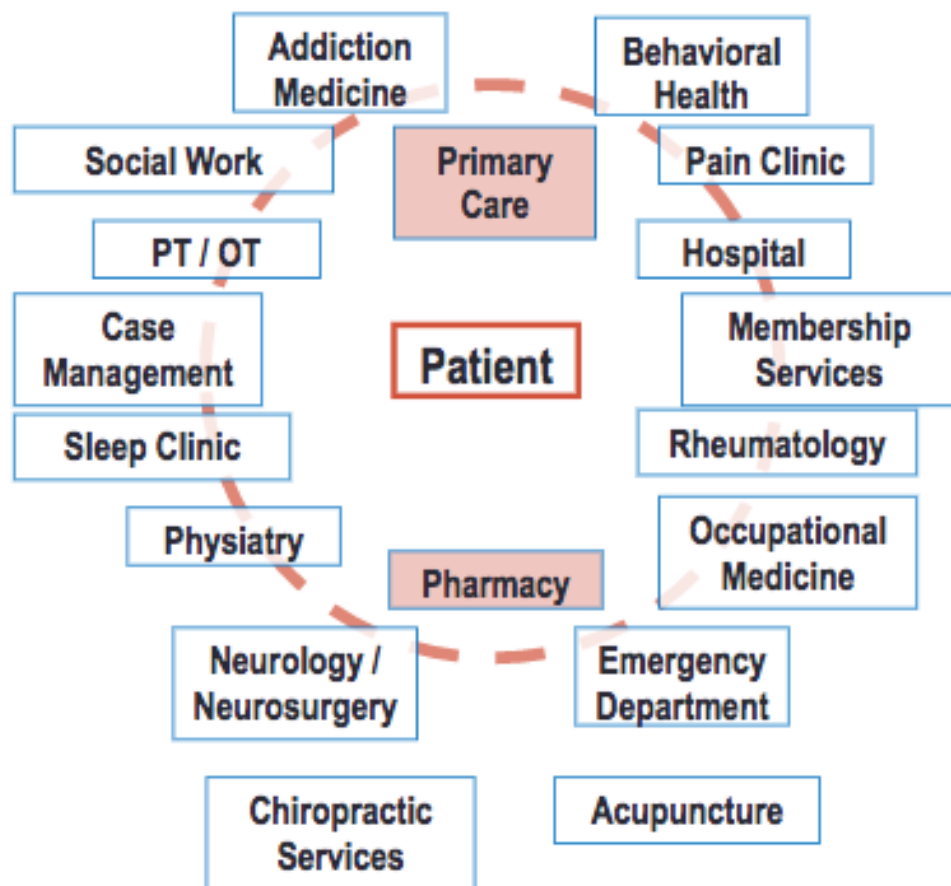 Addiction
Medicine
Behavioral
Health
Social Work
Primary
Care
Pain Clinic
PT / OT
Hospital
Case
Management
Patient
Membership
Services
Sleep Clinic
Rheumatology
Physiatry
Pharmacy
Occupational
Medicine
Neurology /
Neurosurgery
Emergency
Department
Chiropractic
Services
Acupuncture